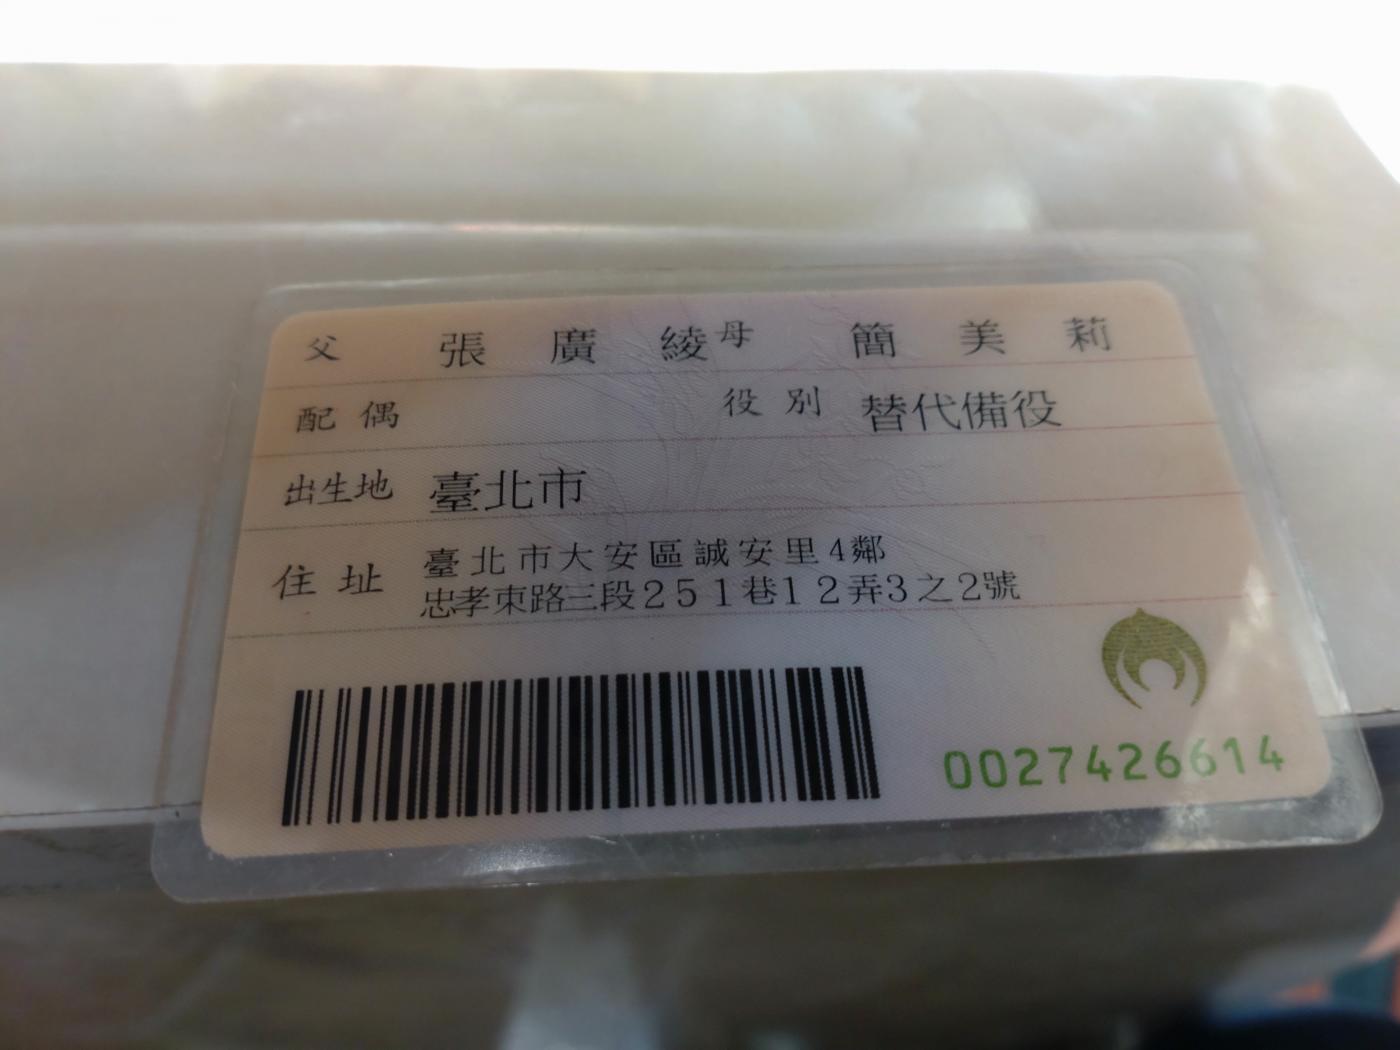 父 張廣綾 母 簡美莉
配偶 役別 替代備役
出生地 臺北市
住址 臺北市大安區誠安里4鄰
忠孝東路三段251巷12弄3之2號
0027426614